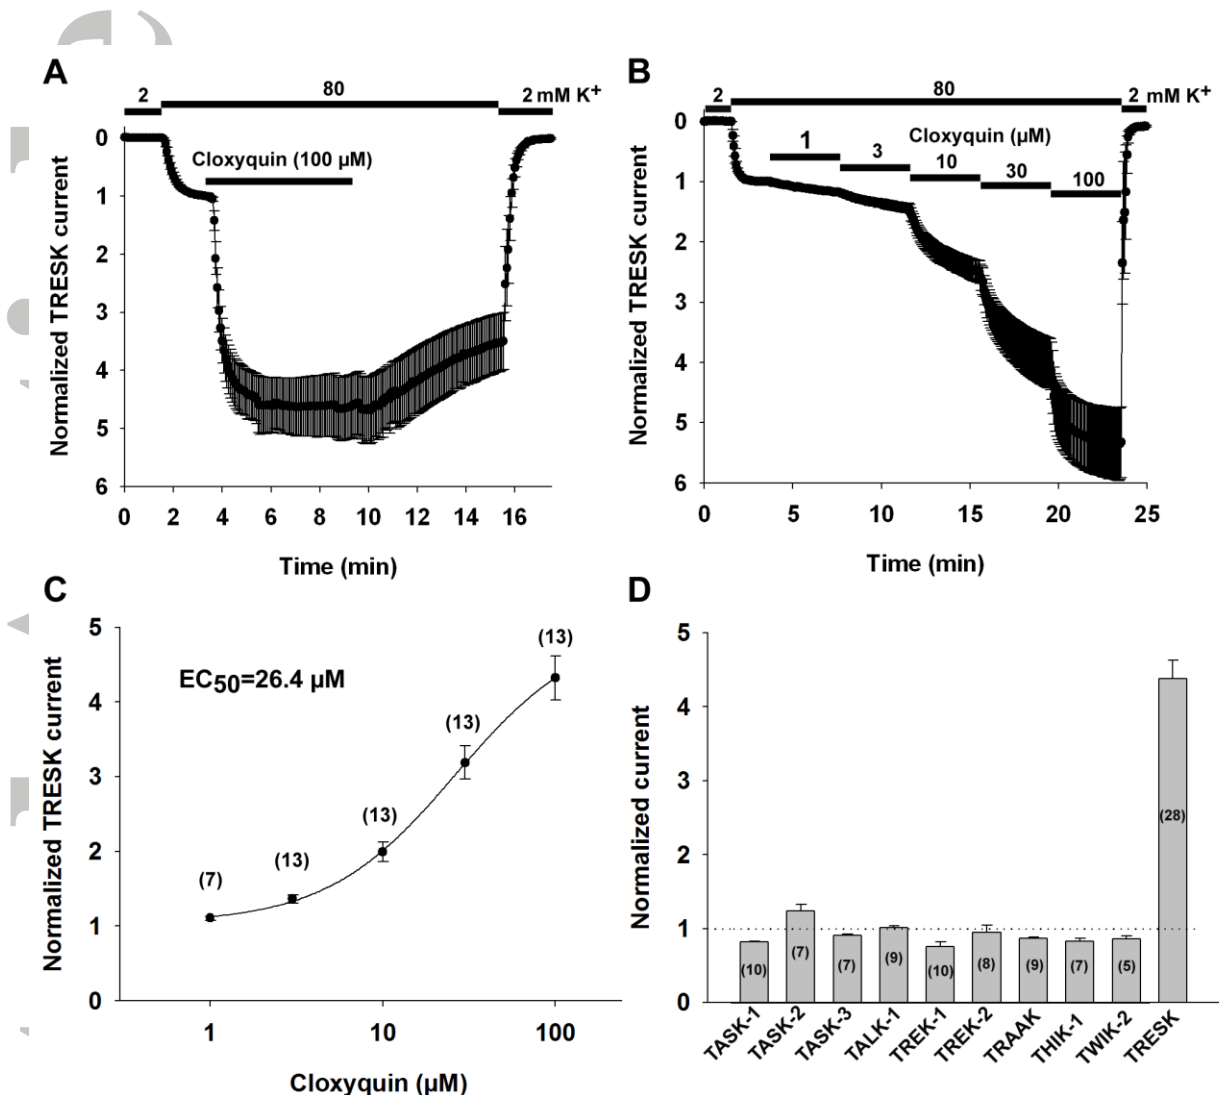 A
2 80 2 mM K+
Cloxyquin (100 µM)
Normalized TRESK current
0
1
2
3
4
5
6
0 2 4 6 8 10 12 14 16
Time (min)
B
2 80 2 mM K+
Cloxyquin (µM)
1 3 10 30 100
Normalized TRESK current
0
1
2
3
4
5
6
0 5 10 15 20 25
Time (min)
C
EC50=26.4 µM
Normalized TRESK current
5
4
3
2
1
0
(7) (13) (13) (13) (13)
1 10 100
Cloxyquin (µM)
D
Normalized current
5
4
3
2
1
0
(10) (7) (7) (9) (10) (8) (9) (7) (5) (28)
TASK-1 TASK-2 TASK-3 TALK-1 TREK-1 TREK-2 TRAAK THIK-1 TWIK-2 TRESK